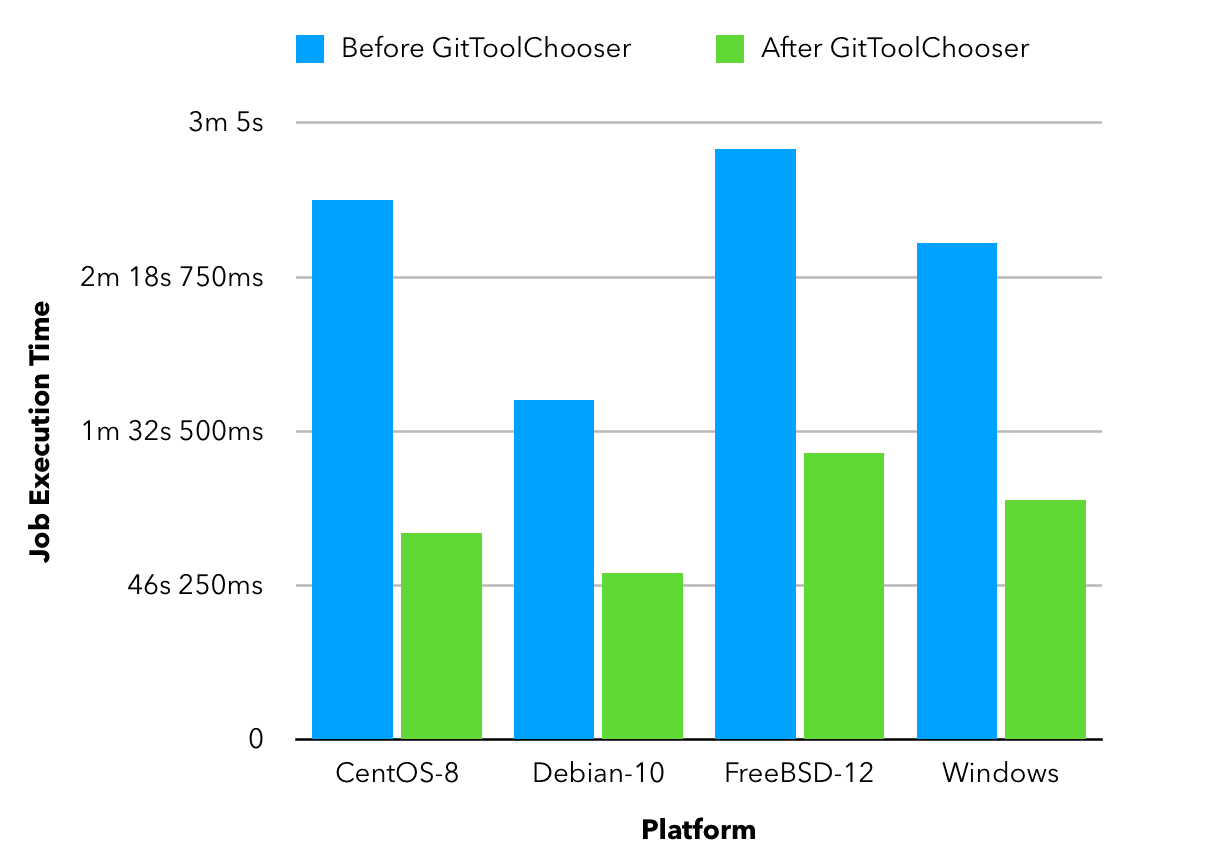 Before GitToolChooser
After GitToolChooser
3m 5s
2m 18s 750ms
1m 32s 500ms
46s 250ms
0
Job Execution Time
CentOS-8
Debian-10
FreeBSD-12
Windows
Platform